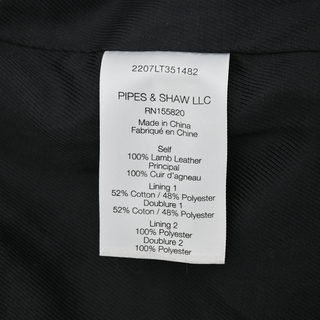 2207LT351482
PIPES & SHAW LLC
RN155820
Made in China
Fabriqué en Chine
Self
100% Lamb Leather
Principal
100% Cuir d'agneau
Lining 1
52% Cotton / 48% Polyester
Doublure 1
52% Cotton / 48% Polyester
Lining 2
100% Polyester
Doublure 2
100% Polyester